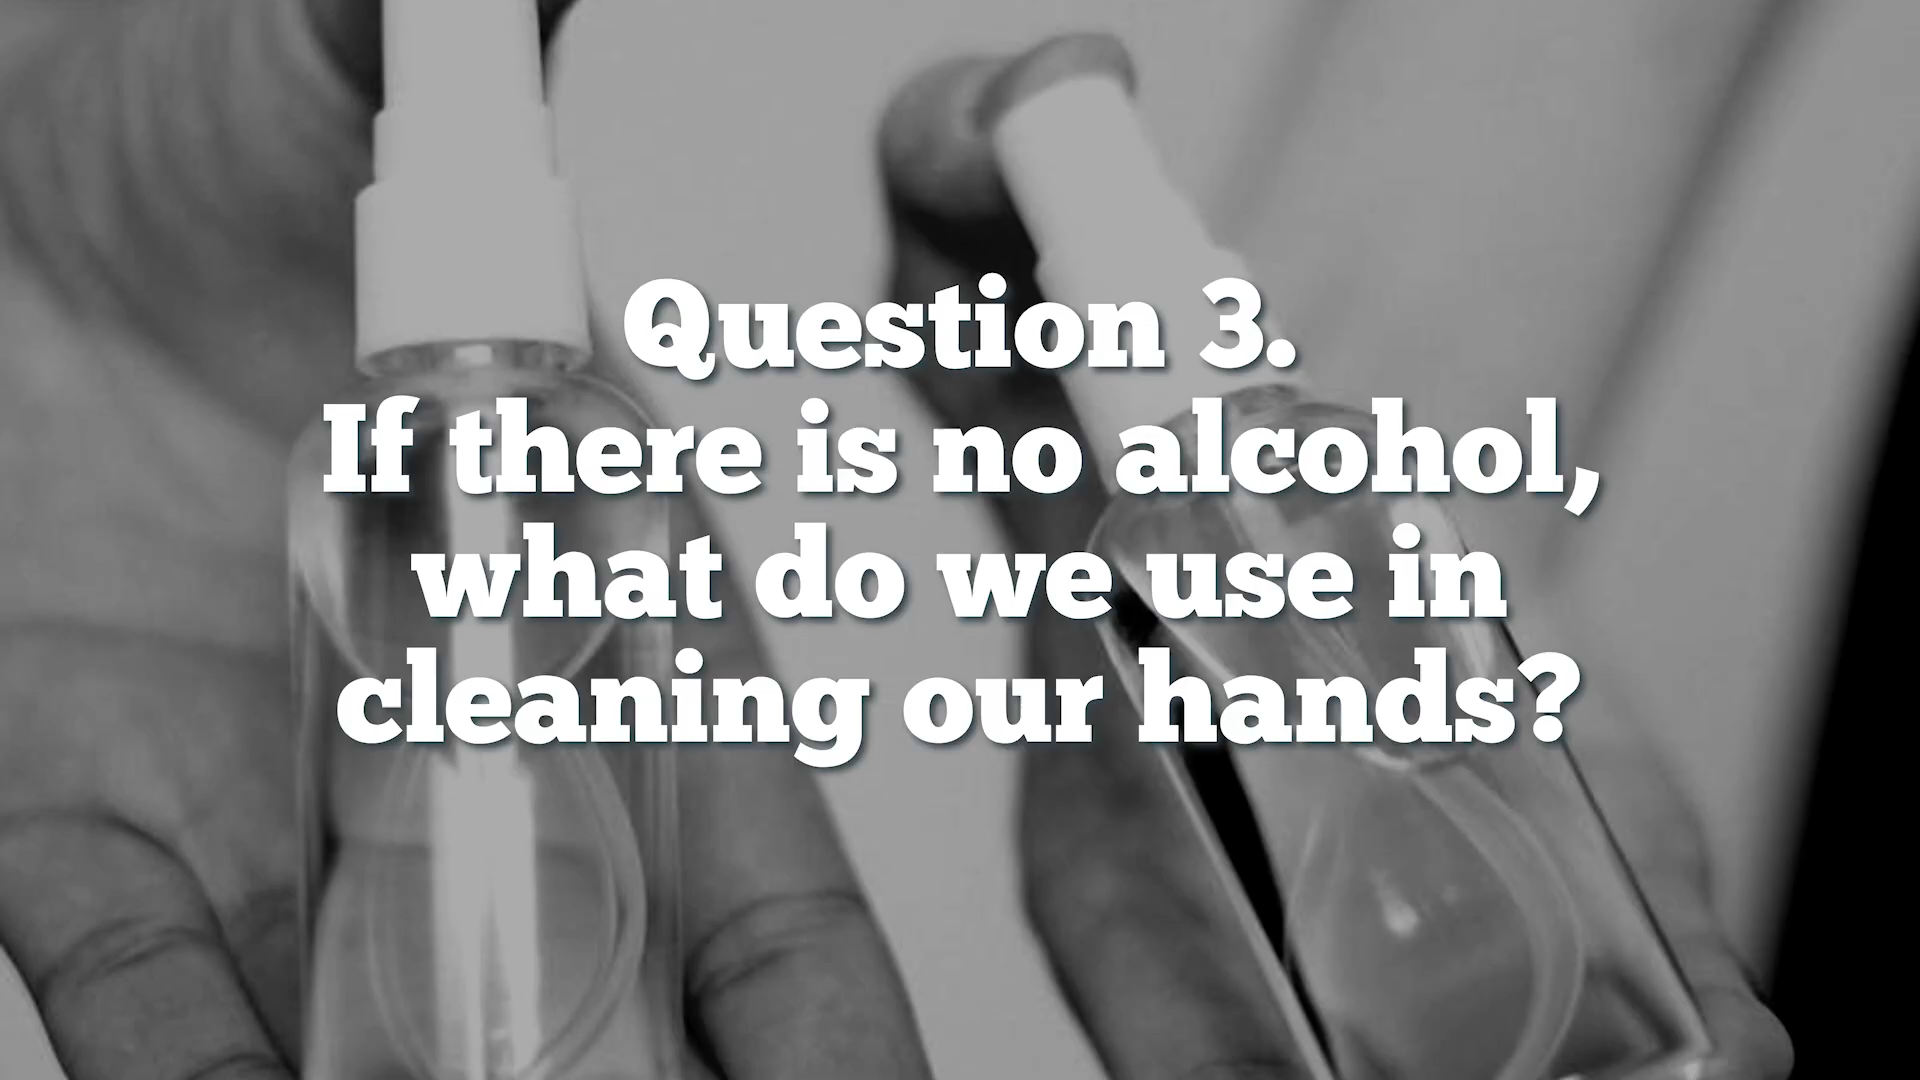 Question 3.
If there is no alcohol,
what do we use in
cleaning our hands?